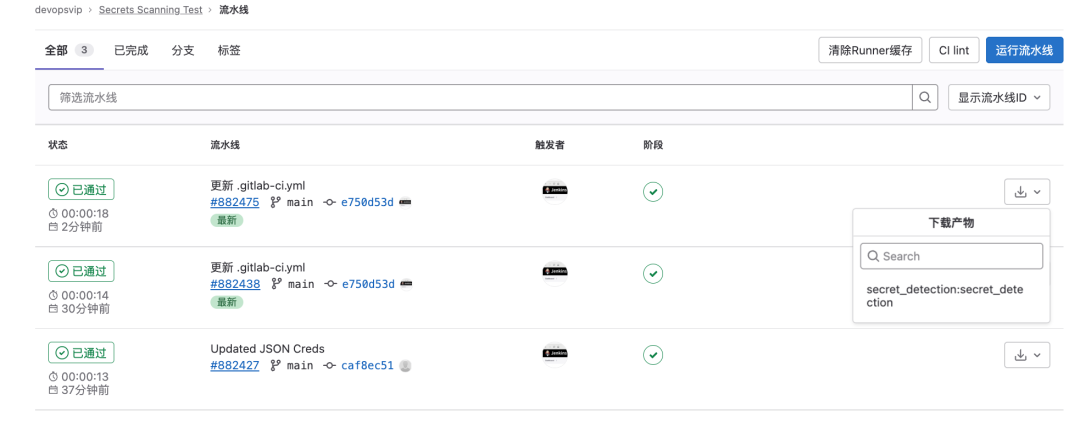 devopsvip › Secrets Scanning Test › 流水线
全部 3 已完成 分支 标签 清除Runner缓存 CI lint 运行流水线
筛选流水线 显示流水线ID
状态 流水线 触发者 阶段
已通过 更新 .gitlab-ci.yml
#882475 main e750d53d
00:00:18 最新
2分钟前
下载产物
Search
secret_detection:secret_dete
ction
已通过 更新 .gitlab-ci.yml
#882438 main e750d53d
00:00:14 最新
30分钟前
已通过 Updated JSON Creds
#882427 main caf8ec51
00:00:13
37分钟前